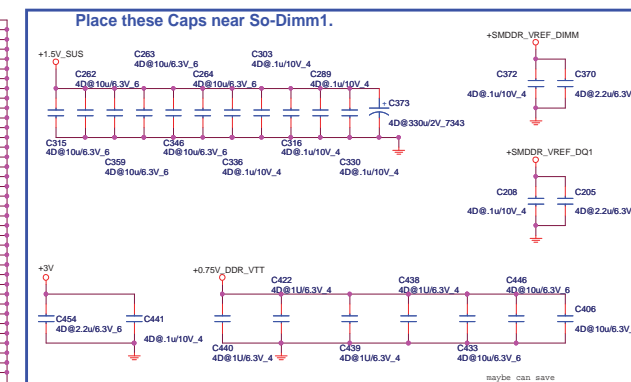 Place these Caps near So-Dimm1.
+1.5V_SUS
C263
4D@10u/6.3V_6
C303
4D@.1u/10V_4
C262
4D@10u/6.3V_6
C264
4D@10u/6.3V_6
C289
4D@.1u/10V_4
C373
4D@330u/2V_7343
C315
4D@10u/6.3V_6
C346
4D@10u/6.3V_6
C316
4D@.1u/10V_4
C359
4D@10u/6.3V_6
C336
4D@.1u/10V_4
C330
4D@.1u/10V_4
+SMDDR_VREF_DIMM
C372
4D@.1u/10V_4
C370
4D@2.2u/6.3V
+SMDDR_VREF_DQ1
C208
4D@.1u/10V_4
C205
4D@2.2u/6.3V
+3V
C454
4D@2.2u/6.3V_6
C441
4D@.1u/10V_4
+0.75V_DDR_VTT
C422
4D@1U/6.3V_4
C438
4D@1U/6.3V_4
C446
4D@10u/6.3V_6
C406
4D@10u/6.3V_
C440
4D@1U/6.3V_4
C439
4D@1U/6.3V_4
C433
4D@10u/6.3V_6
maybe can save